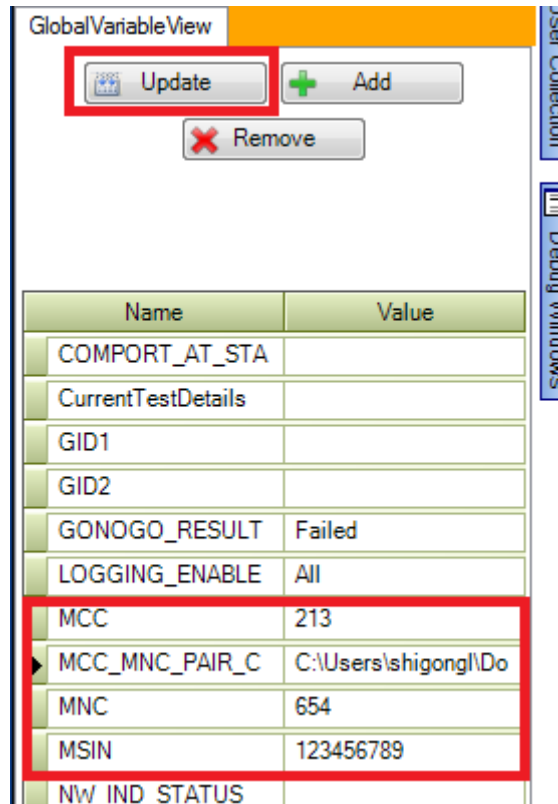 GlobalVariableView
Update
Add
Remove
Name Value
COMPORT_AT_STA
CurrentTestDetails
GID1
GID2
GONOGO_RESULT Failed
LOGGING_ENABLE All
MCC 213
MCC_MNC_PAIR_C C:\Users\shigongl\Do
MNC 654
MSIN 123456789
NW_IND_STATUS
Collection
Debug Windows